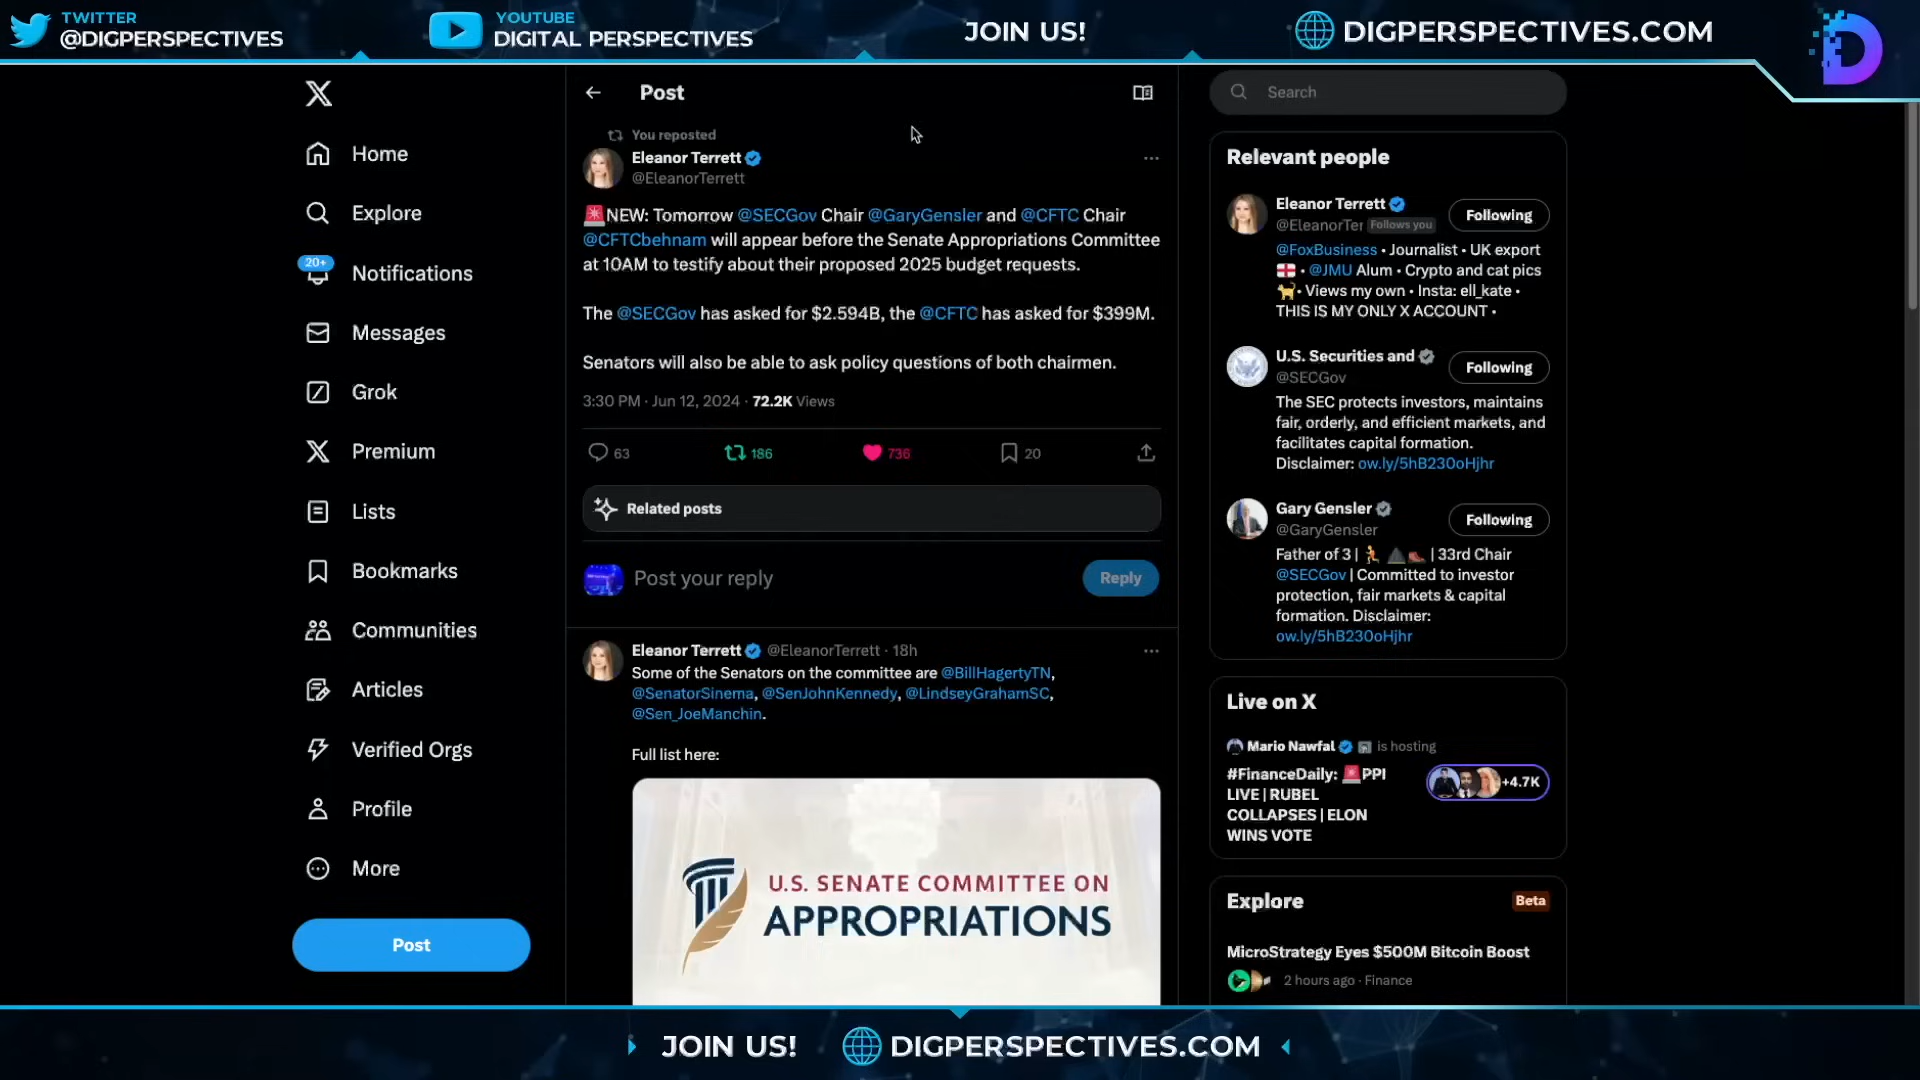 TWITTER
@DIGPERSPECTIVES
YOUTUBE
DIGITAL PERSPECTIVES
JOIN US!
DIGPERSPECTIVES.COM
Home
Explore
20+
Notifications
Messages
Grok
Premium
Lists
Bookmarks
Communities
Articles
Verified Orgs
Profile
More
Post
Post
You reposted
Eleanor Terrett
@EleanorTerrett
🚨NEW: Tomorrow @SECGov Chair @GaryGensler and @CFTC Chair
@CFTCbehnam will appear before the Senate Appropriations Committee
at 10AM to testify about their proposed 2025 budget requests.
The @SECGov has asked for $2.594B, the @CFTC has asked for $399M.
Senators will also be able to ask policy questions of both chairmen.
3:30 PM · Jun 12, 2024 · 72.2K Views
63 186 736 20
Related posts
Post your reply
Reply
Eleanor Terrett @EleanorTerrett · 18h
Some of the Senators on the committee are @BillHagertyTN,
@SenatorSinema, @SenJohnKennedy, @LindseyGrahamSC,
@Sen_JoeManchin.
Full list here:
U.S. SENATE COMMITTEE ON
APPROPRIATIONS
Search
Relevant people
Eleanor Terrett
@EleanorTer Follows you
Following
@FoxBusiness • Journalist • UK export
🏴󠁧󠁢󠁥󠁮󠁧󠁿 • @JMU Alum • Crypto and cat pics
🐈• Views my own • Insta: ell_kate •
THIS IS MY ONLY X ACCOUNT •
U.S. Securities and
@SECGov
Following
The SEC protects investors, maintains
fair, orderly, and efficient markets, and
facilitates capital formation.
Disclaimer: ow.ly/5hB230oHjhr
Gary Gensler
@GaryGensler
Following
Father of 3 | 🏃 ⛰️🥾 | 33rd Chair
@SECGov | Committed to investor
protection, fair markets & capital
formation. Disclaimer:
ow.ly/5hB230oHjhr
Live on X
Mario Nawfal is hosting
#FinanceDaily: 🚨PPI
LIVE | RUBEL
COLLAPSES | ELON
WINS VOTE
+4.7K
Explore
Beta
MicroStrategy Eyes $500M Bitcoin Boost
2 hours ago · Finance
JOIN US!
DIGPERSPECTIVES.COM